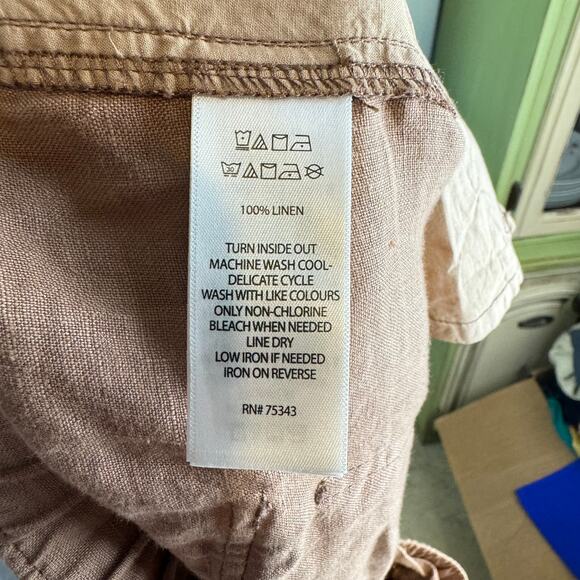 30
100% LINEN
TURN INSIDE OUT
MACHINE WASH COOL-
DELICATE CYCLE
WASH WITH LIKE COLOURS
ONLY NON-CHLORINE
BLEACH WHEN NEEDED
LINE DRY
LOW IRON IF NEEDED
IRON ON REVERSE
RN# 75343